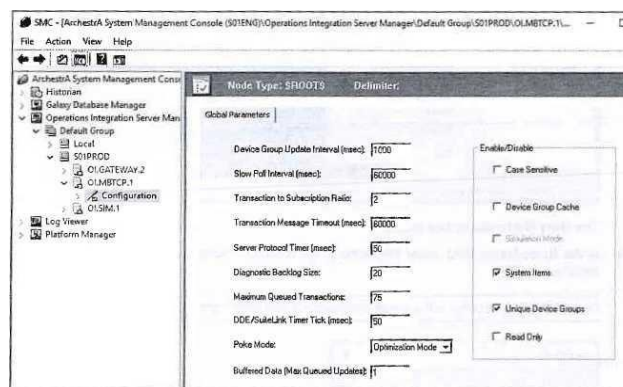 SMC - [ArchestrA System Management Console (S01ENG)\Operations Integration Server Manager\Default Group\S01PROD\OI.MBTCP.1\...
File Action View Help
ArchestrA System Management Conso
Historian
Galaxy Database Manager
Operations Integration Server Man
Default Group
Local
S01PROD
OI.GATEWAY.2
OI.MBTCP.1
Configuration
OI.SIM.1
Log Viewer
Platform Manager
Node Type: $ROOT$ Delimiter:
Global Parameters
Device Group Update Interval (msec): 1000
Slow Poll Interval (msec): 60000
Transaction to Subscription Ratio: 2
Transaction Message Timeout (msec): 60000
Server Protocol Timer (msec): 50
Diagnostic Backlog Size: 20
Maximum Queued Transactions: 75
DDE/SuiteLink Timer Tick (msec): 50
Poke Mode: Optimization Mode
Buffered Data (Max Queued Updates): 1
Enable/Disable
Case Sensitive
Device Group Cache
Simulation Mode
System Items
Unique Device Groups
Read Only